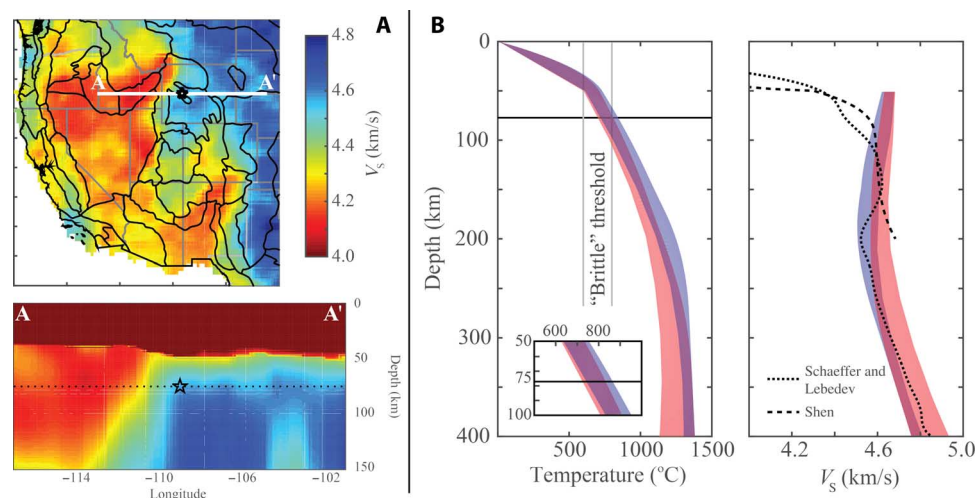 A
A
A'
4.8
4.6
4.4
4.2
4.0
V_S (km/s)
A
A'
0
50
100
150
Depth (km)
-114
-110
-106
-102
Longitude
B
0
100
200
300
400
Depth (km)
"Brittle" threshold
600
800
50
75
100
500
1000
1500
Temperature (°C)
Schaeffer and
Lebedev
Shen
4.0
4.6
5.0
V_S (km/s)